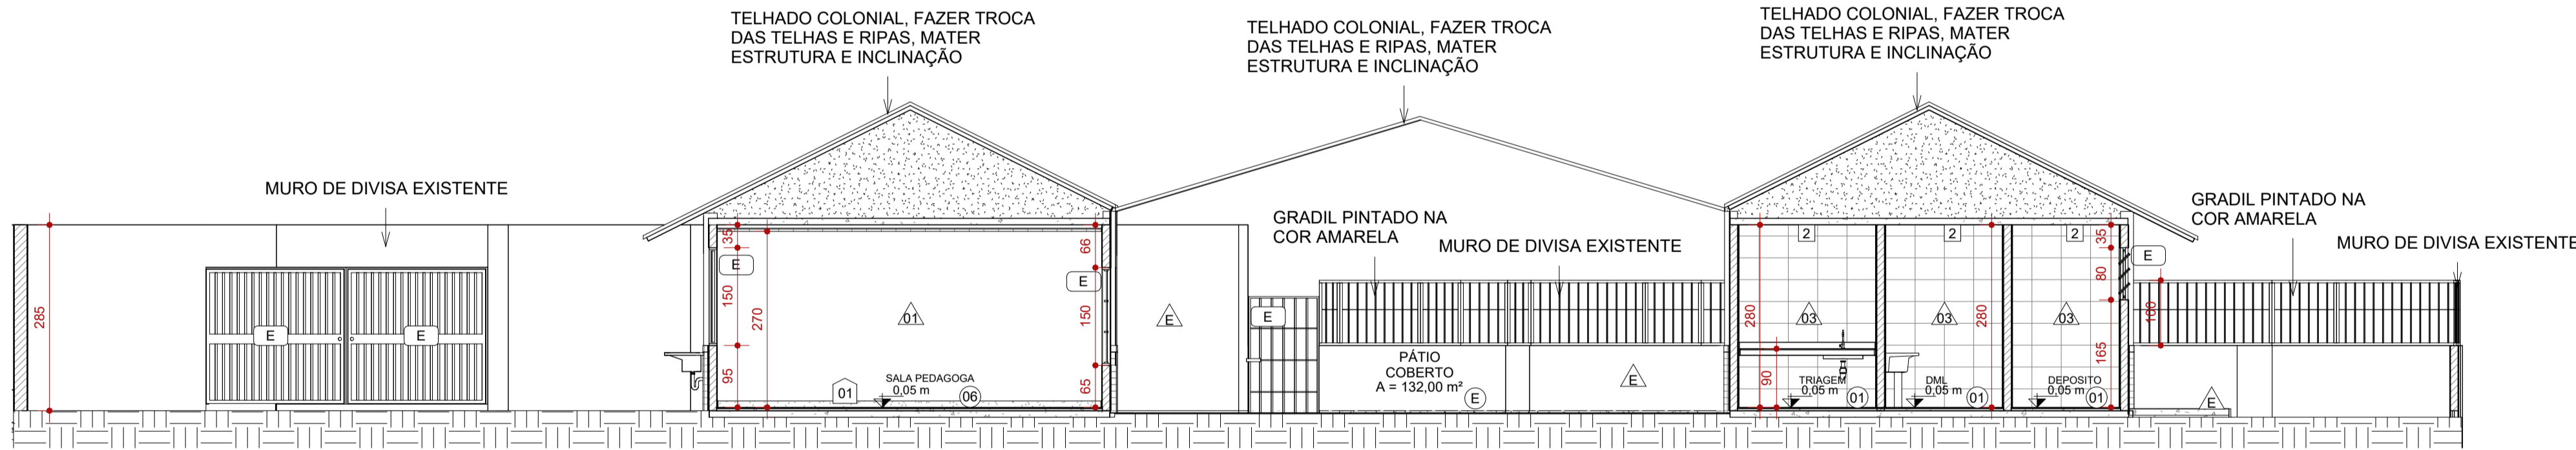 TELHADO COLONIAL, FAZER TROCA
DAS TELHAS E RIPAS, MATER
ESTRUTURA E INCLINAÇÃO
TELHADO COLONIAL, FAZER TROCA
DAS TELHAS E RIPAS, MATER
ESTRUTURA E INCLINAÇÃO
TELHADO COLONIAL, FAZER TROCA
DAS TELHAS E RIPAS, MATER
ESTRUTURA E INCLINAÇÃO
MURO DE DIVISA EXISTENTE
285
E
E
35
150
95
270
E
01
01
SALA PEDAGOGA
0,05 m
06
66
150
65
E
E
E
GRADIL PINTADO NA
COR AMARELA
MURO DE DIVISA EXISTENTE
PÁTIO
COBERTO
A = 132,00 m²
E
E
280
90
2
03
TRIAGEM
0,05 m
01
2
03
280
DML
0,05 m
01
2
03
DEPOSITO
0,05 m
01
35
80
165
E
100
E
GRADIL PINTADO NA
COR AMARELA
MURO DE DIVISA EXISTENTE